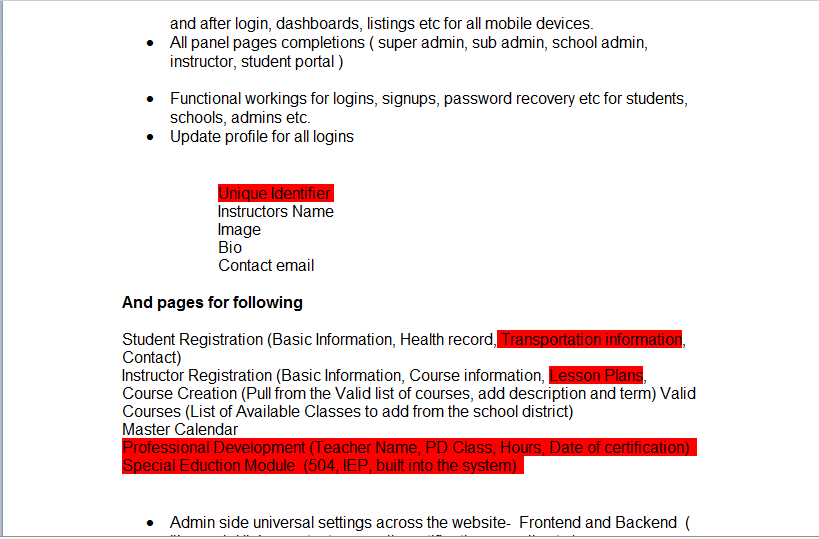 and after login, dashboards, listings etc for all mobile devices.
• All panel pages completions ( super admin, sub admin, school admin,
instructor, student portal )
• Functional workings for logins, signups, password recovery etc for students,
schools, admins etc.
• Update profile for all logins
Unique Identifier
Instructors Name
Image
Bio
Contact email
And pages for following
Student Registration (Basic Information, Health record, Transportation information,
Contact)
Instructor Registration (Basic Information, Course information, Lesson Plans,
Course Creation (Pull from the Valid list of courses, add description and term) Valid
Courses (List of Available Classes to add from the school district)
Master Calendar
Professional Development (Teacher Name, PD Class, Hours, Date of certification)
Special Eduction Module (504, IEP, built into the system)
• Admin side universal settings across the website- Frontend and Backend (